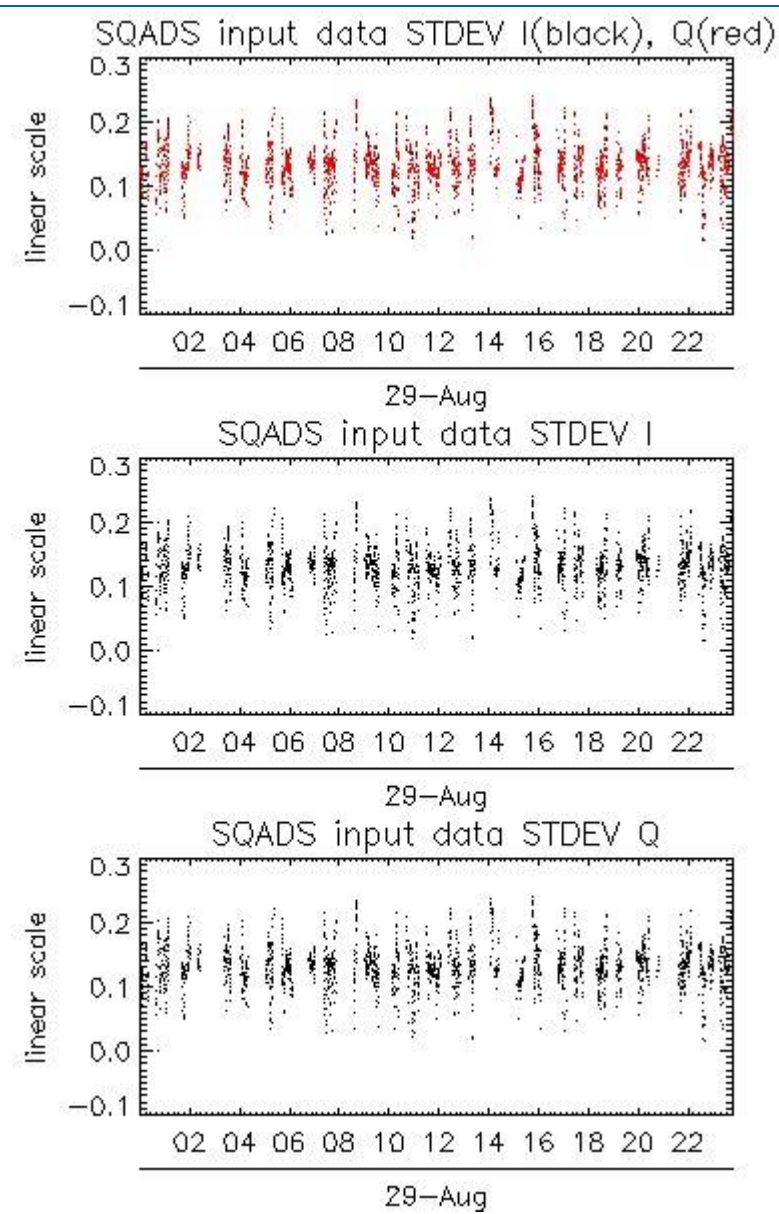 SQADS input data STDEV I(black), Q(red)
0.3
0.2
0.1
0.0
−0.1
linear scale
02 04 06 08 10 12 14 16 18 20 22
29−Aug
SQADS input data STDEV I
0.3
0.2
0.1
0.0
−0.1
linear scale
02 04 06 08 10 12 14 16 18 20 22
29−Aug
SQADS input data STDEV Q
0.3
0.2
0.1
0.0
−0.1
linear scale
02 04 06 08 10 12 14 16 18 20 22
29−Aug